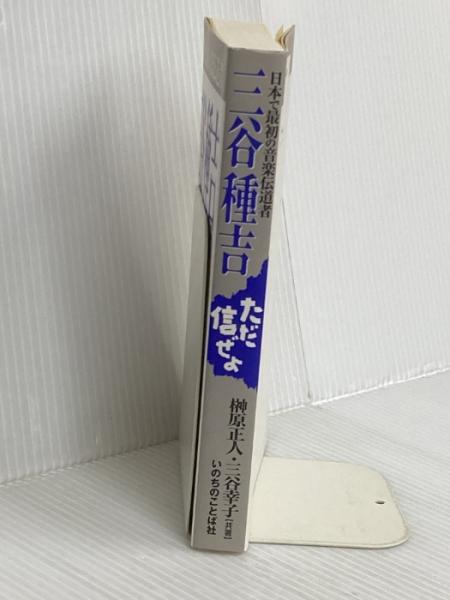 日本で最初の音楽伝道者
三谷種吉
ただ
信ぜよ
榊原正人・三谷幸子[共著]
いのちのことば社